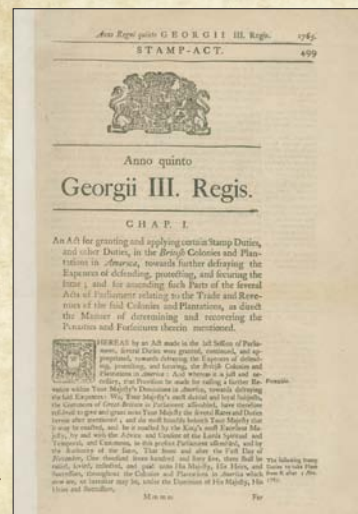 Anno Regni quinto GEORGII III. Regis. 1765.
STAMP-ACT. 499
Anno quinto
Georgii III. Regis.
CHAP. I.
An Act for granting and applying certain Stamp Duties,
and other Duties, in the British Colonies and Plan-
tations in America, towards further defraying the
Expences of defending, protecting, and securing the
same; and for amending such Parts of the several
Acts of Parliament relating to the Trade and Reve-
nues of the said Colonies and Plantations, as direct
the Manner of determining and recovering the
Penalties and Forfeitures therein mentioned.
WHEREAS by an Act made in the last Session of Parlia-
ment, several Duties were granted, continued, and ap-
propriated, towards defraying the Expences of defend-
ing, protecting, and securing, the British Colonies and
Plantations in America: And whereas it is just and ne-
cessary, that Provision be made for raising a further Re-
venue within Your Majesty's Dominions in America, towards defraying
the said Expences: We, Your Majesty's most dutiful and loyal Subjects,
the Commons of Great Britain in Parliament assembled, have therefore
resolved to give and grant unto Your Majesty the several Rates and Duties
herein after mentioned; and do most humbly beseech Your Majesty that
it may be enacted, and be it enacted by the King's most Excellent Ma-
jesty, by and with the Advice and Consent of the Lords Spiritual and
Temporal, and Commons, in this present Parliament assembled, and by
the Authority of the same, That from and after the First Day of
November, One thousand seven hundred and sixty five, there shall be
raised, levied, collected, and paid unto His Majesty, His Heirs, and
Successors, throughout the Colonies and Plantations in America which
now are, or hereafter may be, under the Dominion of His Majesty, His
Heirs and Successors,
Preamble.
The following Stamp
Duties to take Place
from & after 1 Nov.
1765.
For